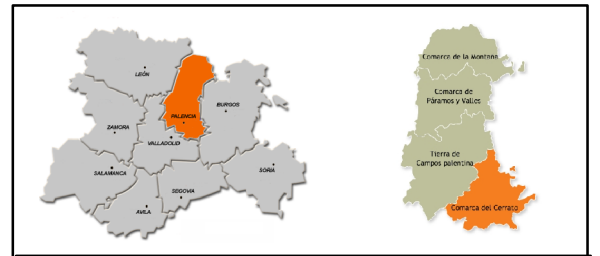 LEÓN
PALENCIA
BURGOS
ZAMORA
VALLADOLID
SORIA
SALAMANCA
SEGOVIA
AVILA
Comarca de la Montaña
Comarca de
Páramos y Valles
Tierra de
Campos palentina
Comarca del Cerrato